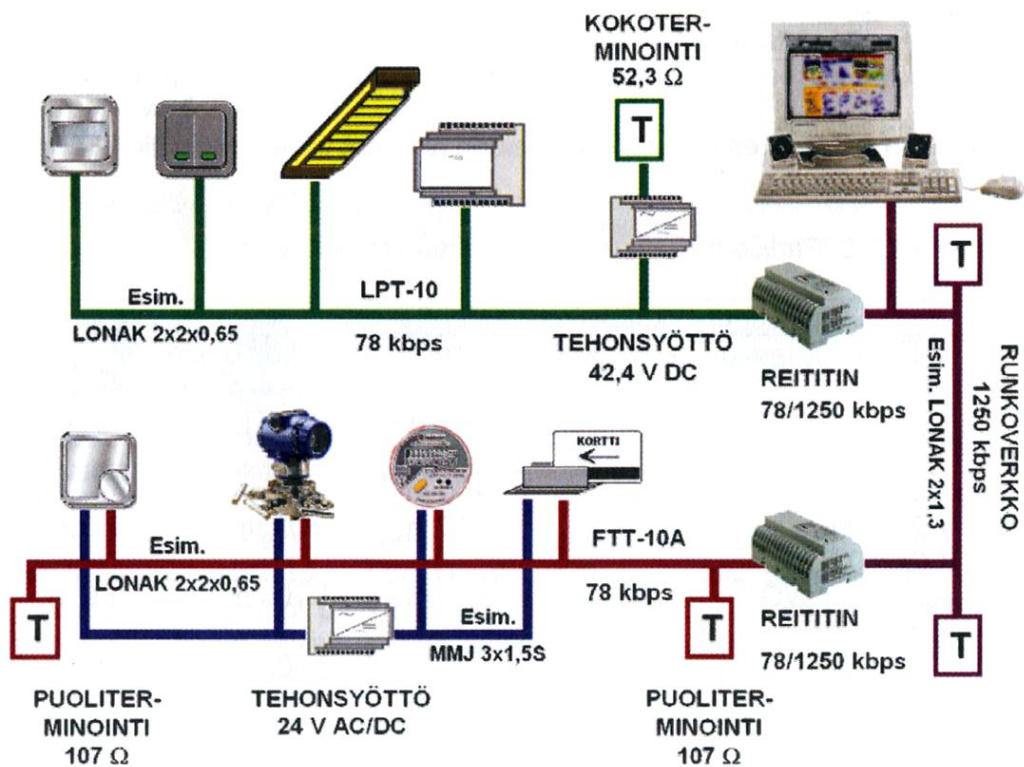 KOKOTER-
MINOINTI
52,3 Ω
T
T
Esim.
LPT-10
LONAK 2x2x0,65
78 kbps
TEHONSYÖTTÖ
42,4 V DC
REITITIN
78/1250 kbps
Esim. LONAK 2x1,3
RUNKOVERKKO
1250 kbps
KORTTI
Esim.
FTT-10A
LONAK 2x2x0,65
78 kbps
T
Esim.
MMJ 3x1,5S
T
REITITIN
78/1250 kbps
T
PUOLITER-
MINOINTI
107 Ω
TEHONSYÖTTÖ
24 V AC/DC
PUOLITER-
MINOINTI
107 Ω